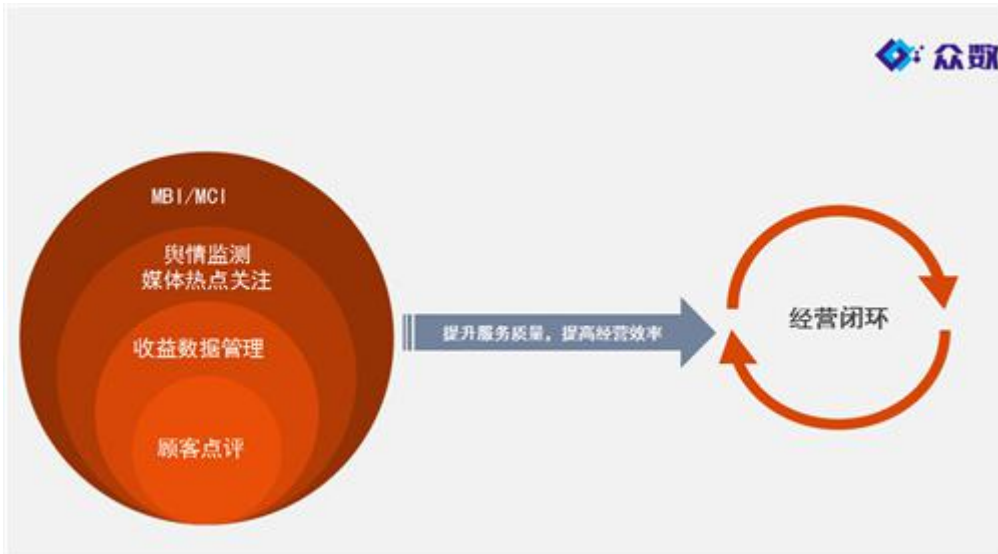 众数
MBI/MCI
舆情监测
媒体热点关注
收益数据管理
顾客点评
提升服务质量，提高经营效率
经营闭环